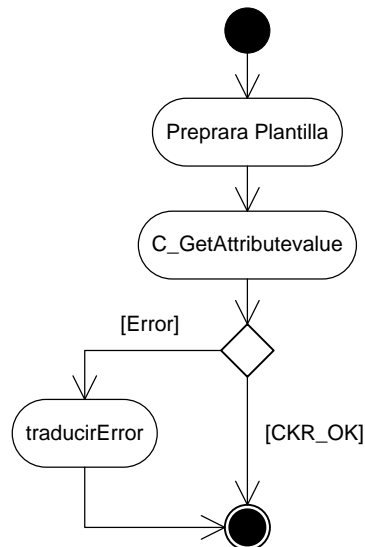 Preprara Plantilla
C_GetAttributevalue
[Error]
traducirError
[CKR_OK]